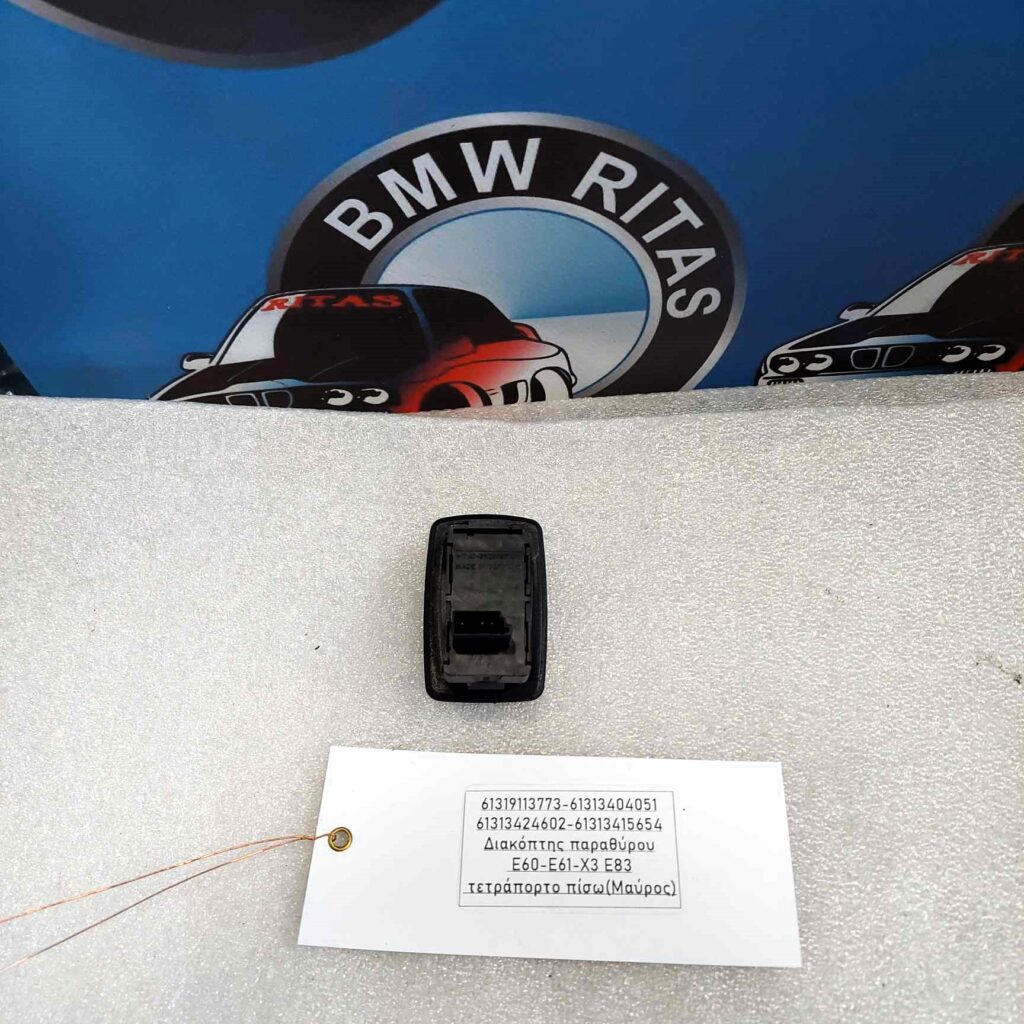 BMW RITAS
RITAS
RITAS
61319113773-61313404051
61313424602-61313415654
Διακόπτης παραθύρου
E60-E61-X3 E83
τετράπορτο πίσω(Μαύρος)